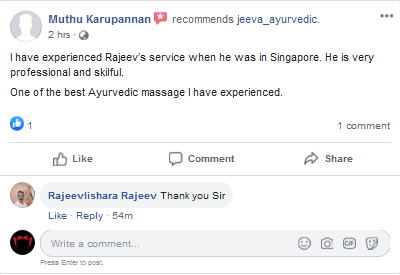 Muthu Karupannan recommends jeeva_ayurvedic.
2 hrs ·
I have experienced Rajeev's service when he was in Singapore. He is very
professional and skilful.
One of the best Ayurvedic massage I have experienced.
1
1 comment
Like
Comment
Share
Rajeevlishara Rajeev Thank you Sir
Like · Reply · 54m
Write a comment...
GIF
Press Enter to post.